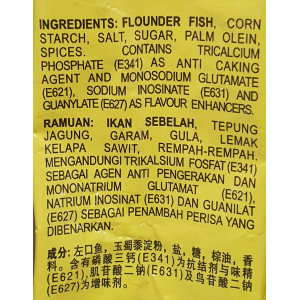 INGREDIENTS: FLOUNDER FISH, CORN
STARCH, SALT, SUGAR, PALM OLEIN,
SPICES. CONTAINS TRICALCIUM
PHOSPHATE (E341) AS ANTI CAKING
AGENT AND MONOSODIUM GLUTAMATE
(E621), SODIUM INOSINATE (E631) AND
GUANYLATE (E627) AS FLAVOUR ENHANCERS.
RAMUAN: IKAN SEBELAH, TEPUNG
JAGUNG, GARAM, GULA, LEMAK
KELAPA SAWIT, REMPAH-REMPAH.
MENGANDUNGI TRIKALSIUM FOSFAT (E341)
SEBAGAI AGEN ANTI PENGERAKAN DAN
MONONATRIUM GLUTAMAT (E621),
NATRIUM INOSINAT (E631) DAN GUANILAT
(E627) SEBAGAI PENAMBAH PERISA YANG
DIBENARKAN.
成分: 左口鱼, 玉蜀黍淀粉, 盐, 糖, 棕油, 香
料。含有磷酸三钙(E341)为抗结剂与味精
(E621), 肌苷酸二钠(E631)及鸟苷酸二钠
(E627)为增味剂.